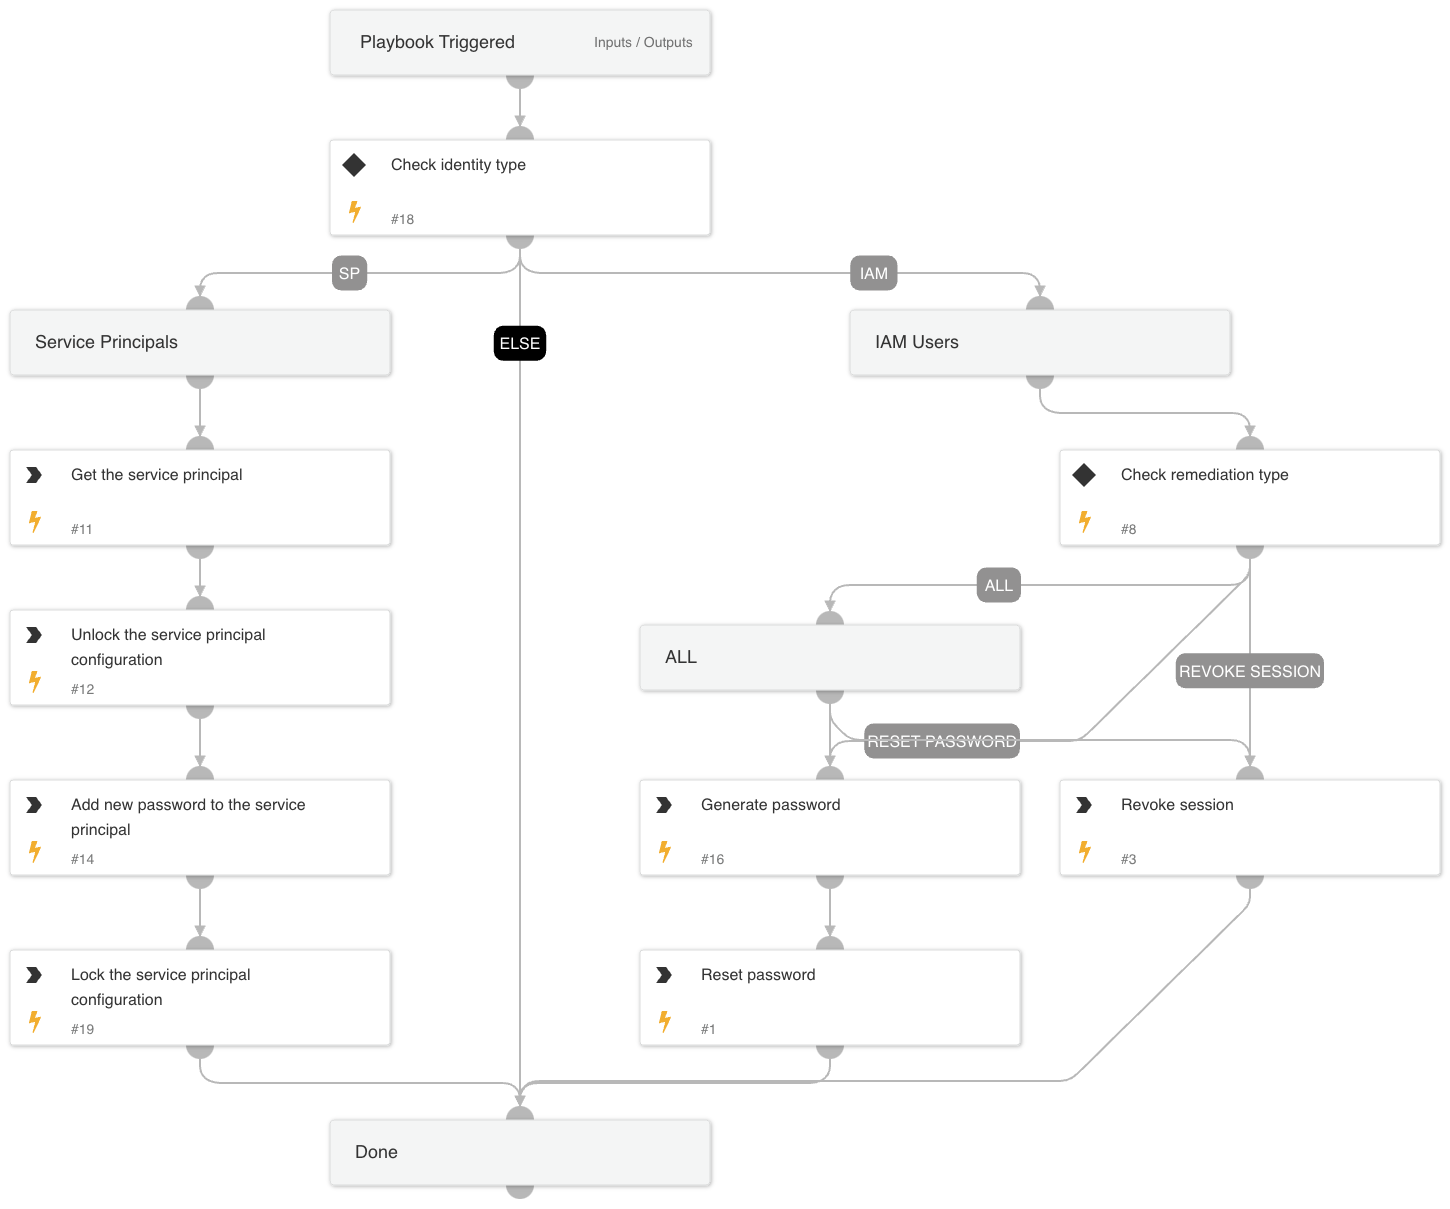 Playbook Triggered
Inputs / Outputs
Check identity type
#18
SP
IAM
Service Principals
ELSE
IAM Users
Get the service principal
#11
Check remediation type
#8
ALL
Unlock the service principal
configuration
#12
ALL
REVOKE SESSION
RESET PASSWORD
Add new password to the service
principal
#14
Generate password
#16
Revoke session
#3
Lock the service principal
configuration
#19
Reset password
#1
Done